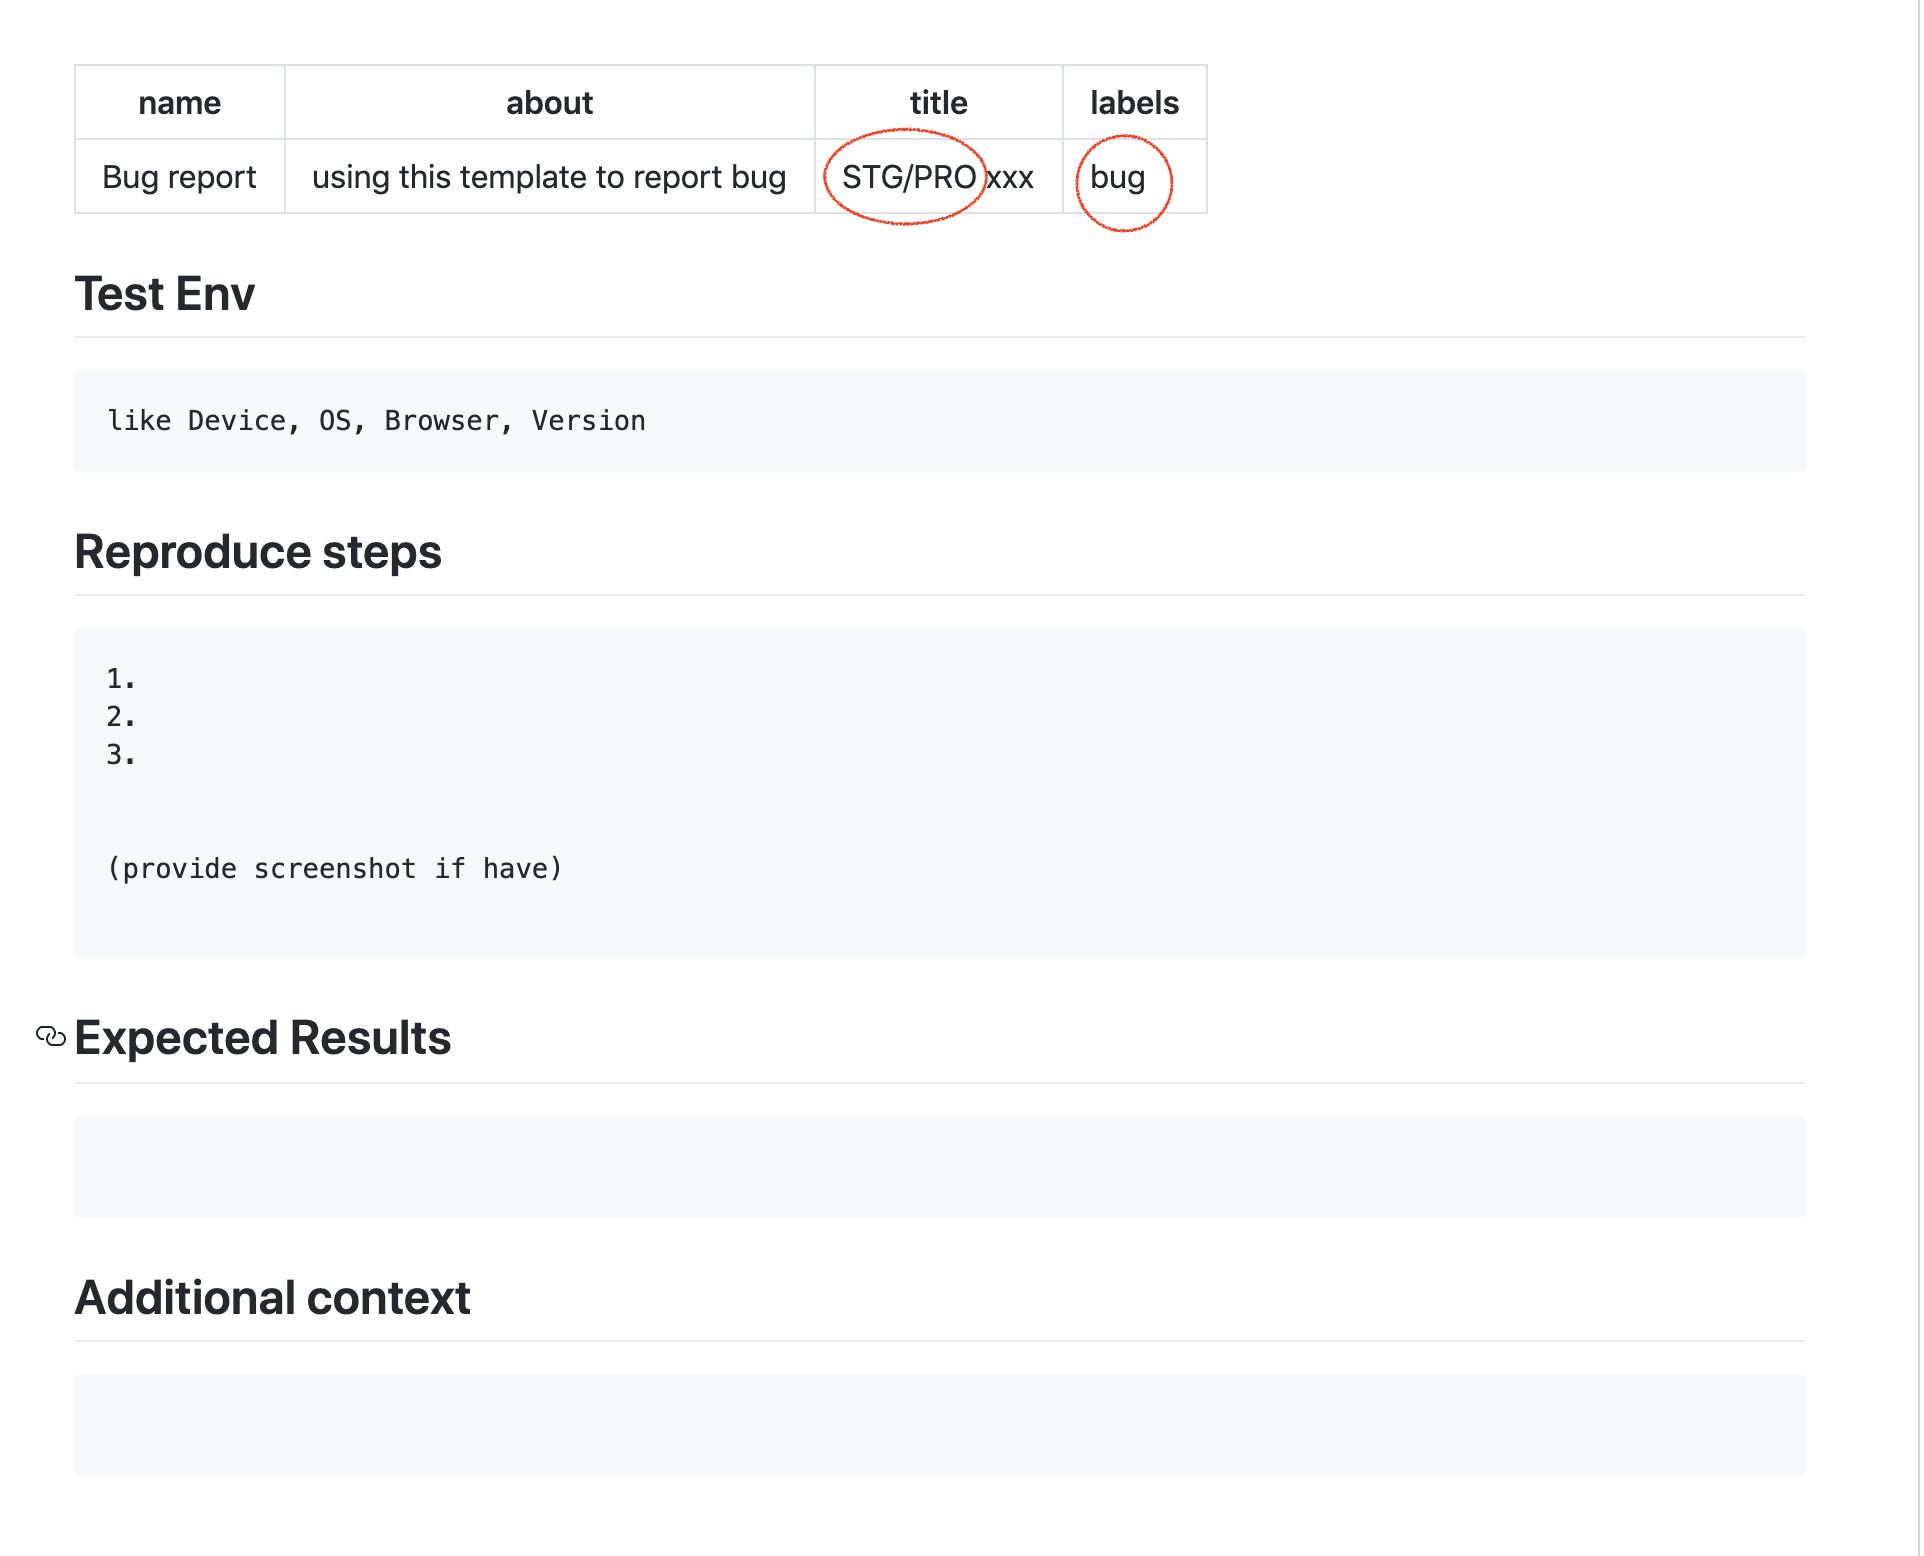 name about title labels
Bug report using this template to report bug STG/PRO xxx bug
Test Env
like Device, OS, Browser, Version
Reproduce steps
1.
2.
3.
(provide screenshot if have)
Expected Results
Additional context